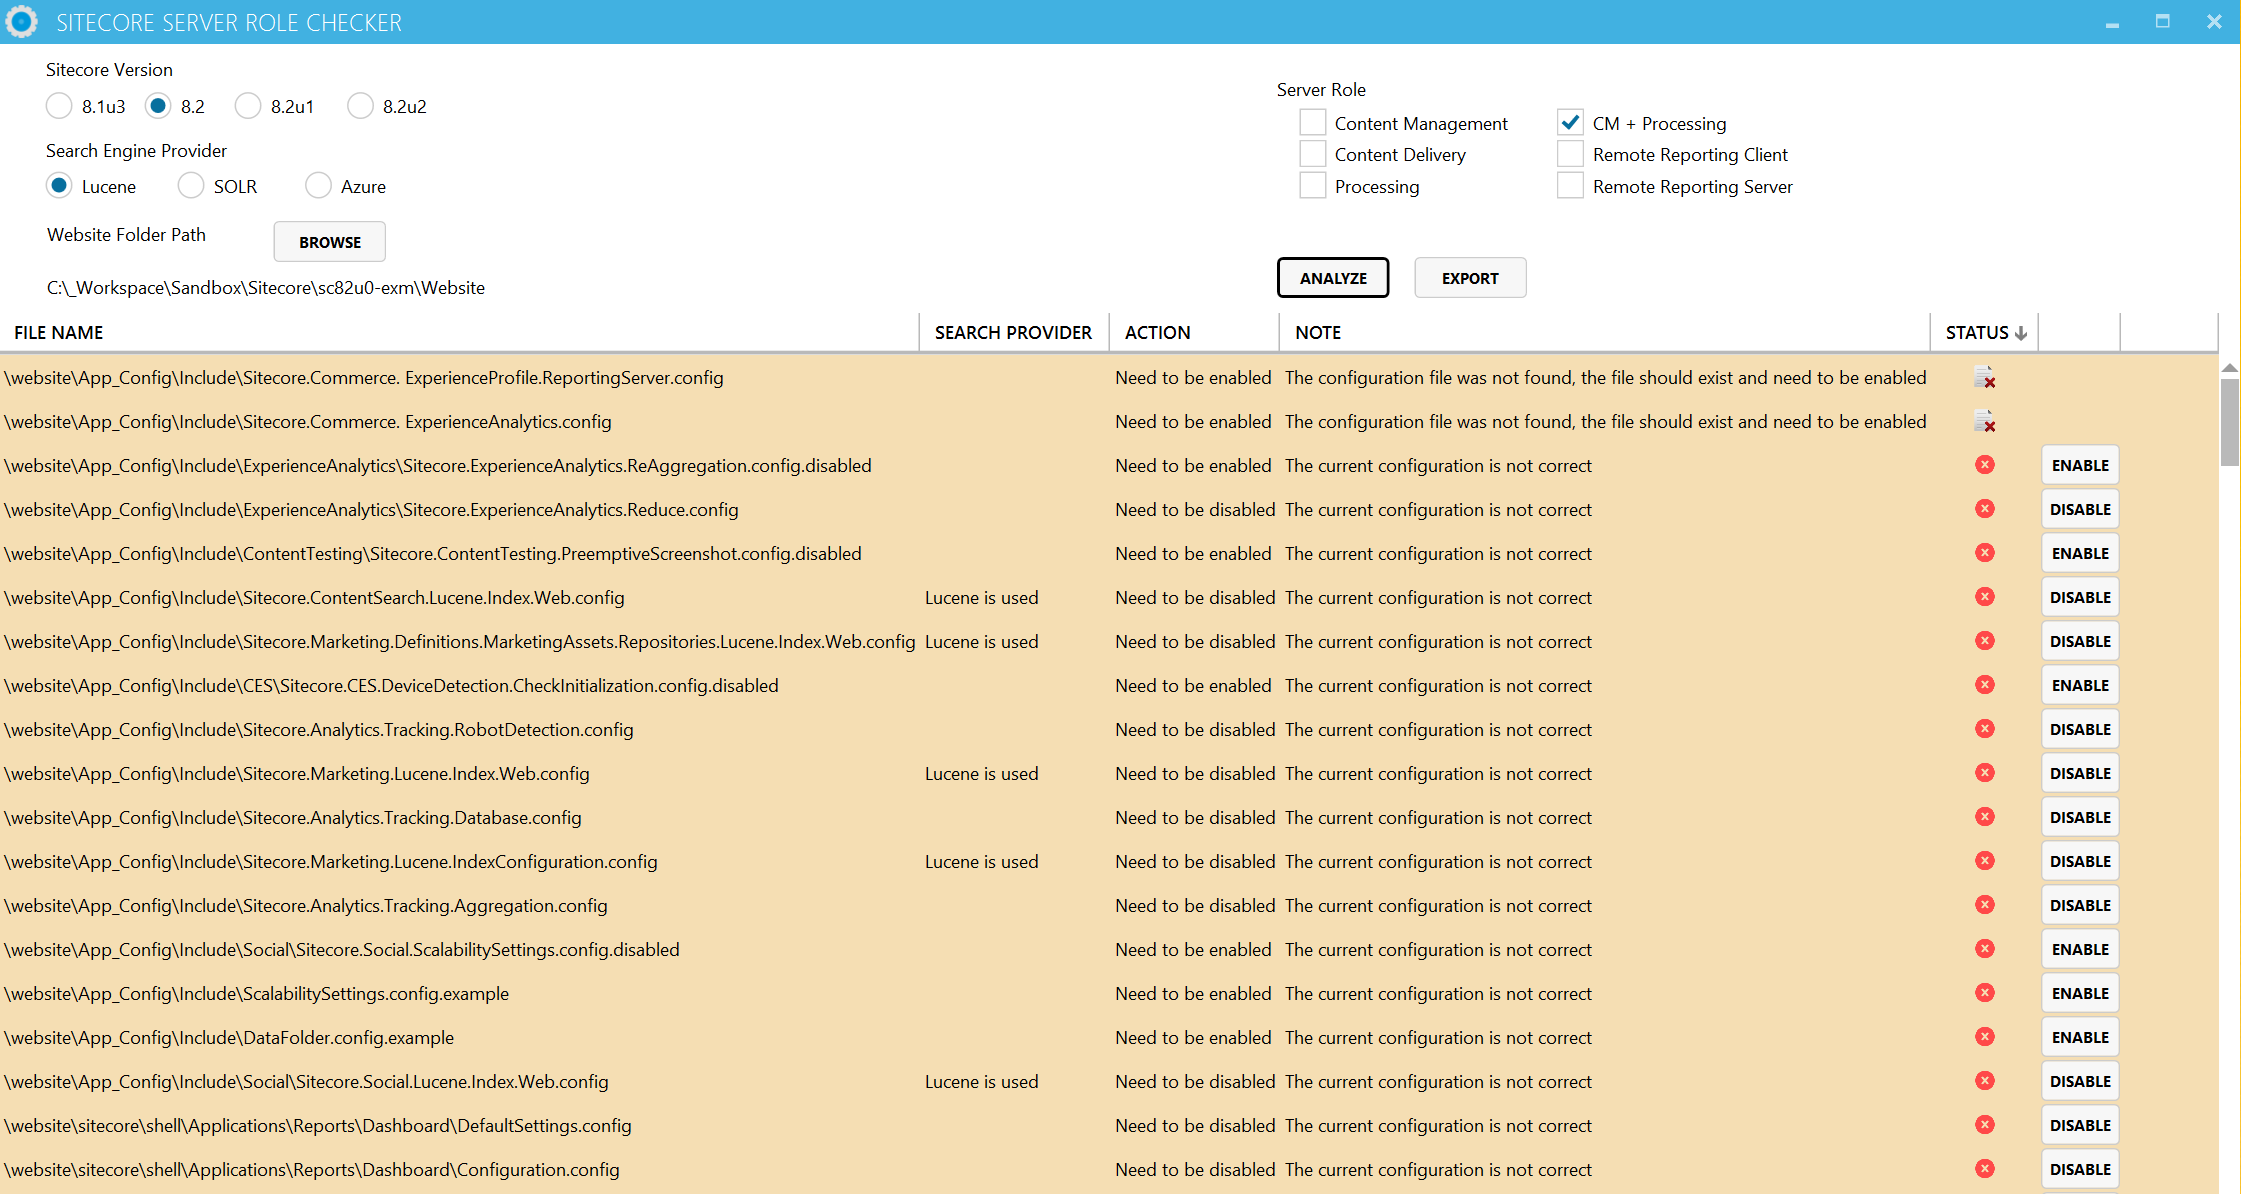 SITECORE SERVER ROLE CHECKER
Sitecore Version
8.1u3 8.2 8.2u1 8.2u2
Search Engine Provider
Lucene SOLR Azure
Website Folder Path BROWSE
C:\_Workspace\Sandbox\Sitecore\sc82u0-exm\Website
Server Role
Content Management CM + Processing
Content Delivery Remote Reporting Client
Processing Remote Reporting Server
ANALYZE EXPORT
FILE NAME SEARCH PROVIDER ACTION NOTE STATUS
\website\App_Config\Include\Sitecore.Commerce. ExperienceProfile.ReportingServer.config Need to be enabled The configuration file was not found, the file should exist and need to be enabled
\website\App_Config\Include\Sitecore.Commerce. ExperienceAnalytics.config Need to be enabled The configuration file was not found, the file should exist and need to be enabled
\website\App_Config\Include\ExperienceAnalytics\Sitecore.ExperienceAnalytics.ReAggregation.config.disabled Need to be enabled The current configuration is not correct ENABLE
\website\App_Config\Include\ExperienceAnalytics\Sitecore.ExperienceAnalytics.Reduce.config Need to be disabled The current configuration is not correct DISABLE
\website\App_Config\Include\ContentTesting\Sitecore.ContentTesting.PreemptiveScreenshot.config.disabled Need to be enabled The current configuration is not correct ENABLE
\website\App_Config\Include\Sitecore.ContentSearch.Lucene.Index.Web.config Lucene is used Need to be disabled The current configuration is not correct DISABLE
\website\App_Config\Include\Sitecore.Marketing.Definitions.MarketingAssets.Repositories.Lucene.Index.Web.config Lucene is used Need to be disabled The current configuration is not correct DISABLE
\website\App_Config\Include\CES\Sitecore.CES.DeviceDetection.CheckInitialization.config.disabled Need to be enabled The current configuration is not correct ENABLE
\website\App_Config\Include\Sitecore.Analytics.Tracking.RobotDetection.config Need to be disabled The current configuration is not correct DISABLE
\website\App_Config\Include\Sitecore.Marketing.Lucene.Index.Web.config Lucene is used Need to be disabled The current configuration is not correct DISABLE
\website\App_Config\Include\Sitecore.Analytics.Tracking.Database.config Need to be disabled The current configuration is not correct DISABLE
\website\App_Config\Include\Sitecore.Marketing.Lucene.IndexConfiguration.config Lucene is used Need to be disabled The current configuration is not correct DISABLE
\website\App_Config\Include\Sitecore.Analytics.Tracking.Aggregation.config Need to be disabled The current configuration is not correct DISABLE
\website\App_Config\Include\Social\Sitecore.Social.ScalabilitySettings.config.disabled Need to be enabled The current configuration is not correct ENABLE
\website\App_Config\Include\ScalabilitySettings.config.example Need to be enabled The current configuration is not correct ENABLE
\website\App_Config\Include\DataFolder.config.example Need to be enabled The current configuration is not correct ENABLE
\website\App_Config\Include\Social\Sitecore.Social.Lucene.Index.Web.config Lucene is used Need to be disabled The current configuration is not correct DISABLE
\website\sitecore\shell\Applications\Reports\Dashboard\DefaultSettings.config Need to be disabled The current configuration is not correct DISABLE
\website\sitecore\shell\Applications\Reports\Dashboard\Configuration.config Need to be disabled The current configuration is not correct DISABLE